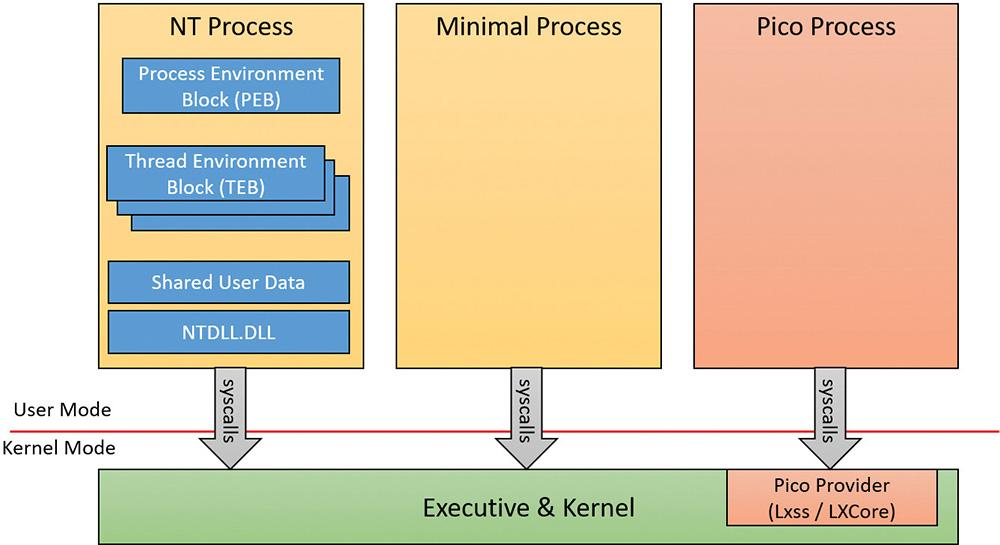 NT Process
Process Environment
Block (PEB)
Thread Environment
Block (TEB)
Shared User Data
NTDLL.DLL
Minimal Process
Pico Process
syscalls
syscalls
syscalls
User Mode
Kernel Mode
Executive & Kernel
Pico Provider
(Lxss / LXCore)